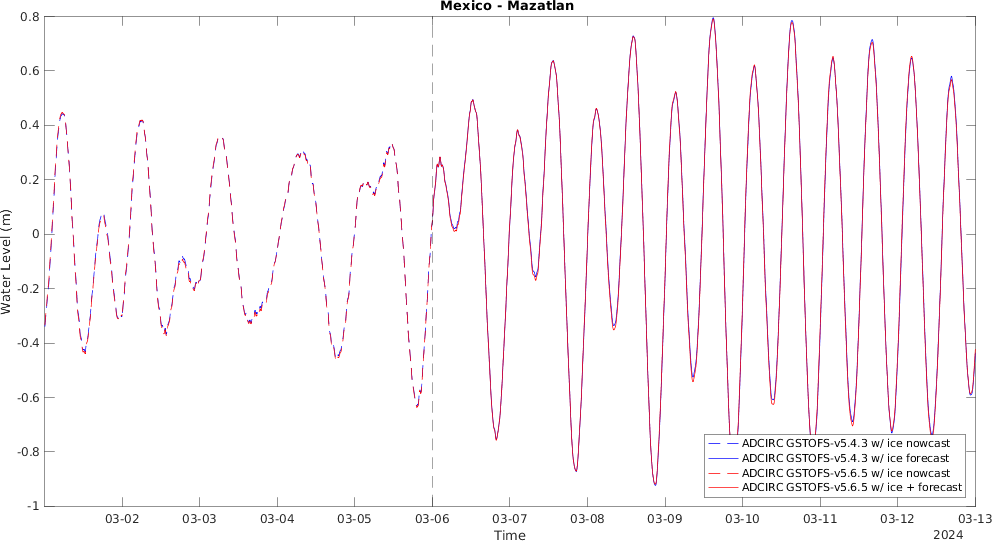 Mexico - Mazatlan
0.8
0.6
0.4
0.2
0
-0.2
-0.4
-0.6
-0.8
-1
Water Level (m)
ADCIRC GSTOFS-v5.4.3 w/ ice nowcast
ADCIRC GSTOFS-v5.4.3 w/ ice forecast
ADCIRC GSTOFS-v5.6.5 w/ ice nowcast
ADCIRC GSTOFS-v5.6.5 w/ ice + forecast
03-02 03-03 03-04 03-05 03-06 03-07 03-08 03-09 03-10 03-11 03-12 03-13
Time
2024